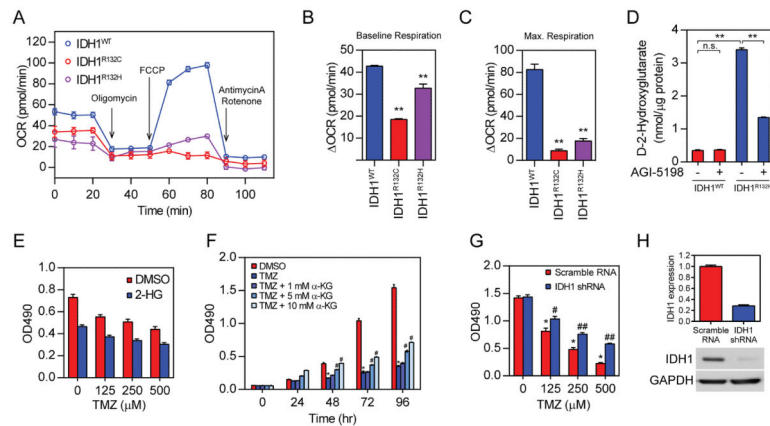 A
IDH1WT
IDH1R132C
IDH1R132H
Oligomycin
FCCP
AntimycinA
Rotenone
OCR (pmol/min)
200
180
160
140
120
100
80
60
40
20
0
0 20 40 60 80 100
Time (min)
B
Baseline Respiration
ΔOCR (pmol/min)
50
40
30
20
10
0
**
**
IDH1WT
IDH1R132C
IDH1R132H
C
Max. Respiration
ΔOCR (pmol/min)
100
80
60
40
20
0
**
**
IDH1WT
IDH1R132C
IDH1R132H
D
D-2-Hydroxyglutarate
(nmol/µg protein)
4
3
2
1
0
n.s.
**
**
AGI-5198 - + - +
IDH1WT IDH1R132H
E
DMSO
2-HG
OD490
1.0
0.8
0.6
0.4
0.2
0.0
0 125 250 500
TMZ (µM)
F
DMSO
TMZ
TMZ + 1 mM α-KG
TMZ + 5 mM α-KG
TMZ + 10 mM α-KG
OD490
2.0
1.5
1.0
0.5
0.0
* # #
* # #
* # #
0 24 48 72 96
Time (hr)
G
Scramble RNA
IDH1 shRNA
OD490
2.0
1.5
1.0
0.5
0.0
* #
* ##
* ##
0 125 250 500
TMZ (µM)
H
IDH1 expression
1.2
1.0
0.8
0.6
0.4
0.2
0.0
Scramble
RNA
IDH1
shRNA
IDH1
GAPDH